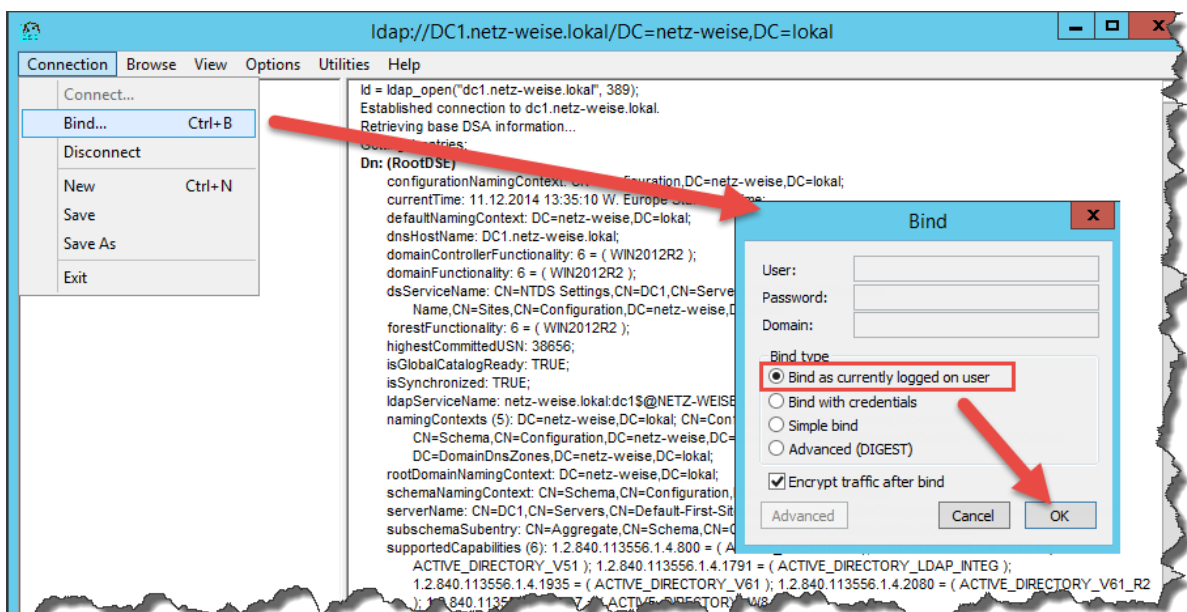 ldap://DC1.netz-weise.lokal/DC=netz-weise,DC=lokal
Connection Browse View Options Utilities Help
Connect...
Bind... Ctrl+B
Disconnect
New Ctrl+N
Save
Save As
Exit
ld = ldap_open("dc1.netz-weise.lokal", 389);
Established connection to dc1.netz-weise.lokal.
Retrieving base DSA information...
Dn: (RootDSE)
configurationNamingContext: DC=netz-weise,DC=lokal;
currentTime: 11.12.2014 13:35:10 W. Europe
defaultNamingContext: DC=netz-weise,DC=lokal;
dnsHostName: DC1.netz-weise.lokal;
domainControllerFunctionality: 6 = ( WIN2012R2 );
domainFunctionality: 6 = ( WIN2012R2 );
dsServiceName: CN=NTDS Settings,CN=DC1,CN=Serve
Name,CN=Sites,CN=Configuration,DC=netz-weise,D
forestFunctionality: 6 = ( WIN2012R2 );
highestCommittedUSN: 38656;
isGlobalCatalogReady: TRUE;
isSynchronized: TRUE;
ldapServiceName: netz-weise.lokal:dc1$@NETZ-WEISE
namingContexts (5): DC=netz-weise,DC=lokal; CN=Con
CN=Schema,CN=Configuration,DC=netz-weise,DC=
DC=DomainDnsZones,DC=netz-weise,DC=lokal;
rootDomainNamingContext: DC=netz-weise,DC=lokal;
schemaNamingContext: CN=Schema,CN=Configuration,
serverName: CN=DC1,CN=Servers,CN=Default-First-Sit
subschemaSubentry: CN=Aggregate,CN=Schema,CN=C
supportedCapabilities (6): 1.2.840.113556.1.4.800 = ( A
ACTIVE_DIRECTORY_V51 ); 1.2.840.113556.1.4.1791 = ( ACTIVE_DIRECTORY_LDAP_INTEG );
1.2.840.113556.1.4.1935 = ( ACTIVE_DIRECTORY_V61 ); 1.2.840.113556.1.4.2080 = ( ACTIVE_DIRECTORY_V61_R2
Bind
User:
Password:
Domain:
Bind type
Bind as currently logged on user
Bind with credentials
Simple bind
Advanced (DIGEST)
Encrypt traffic after bind
Advanced Cancel OK